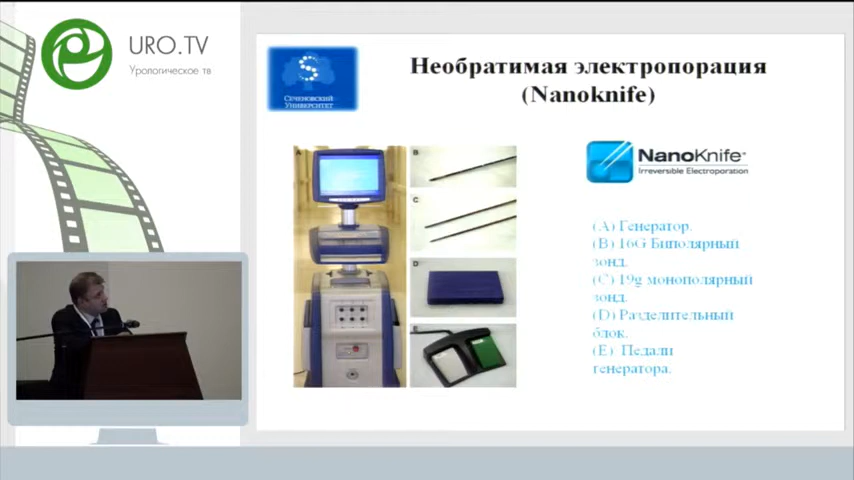 URO.TV
Урологическое тв
Сеченовский
Университет
Необратимая электропорация
(Nanoknife)
A
B
C
D
E
NanoKnife®
Irreversible Electroporation
(A) Генератор.
(B) 16G Биполярный
зонд.
(C) 19g монополярный
зонд.
(D) Разделительный
блок.
(E) Педали
генератора.